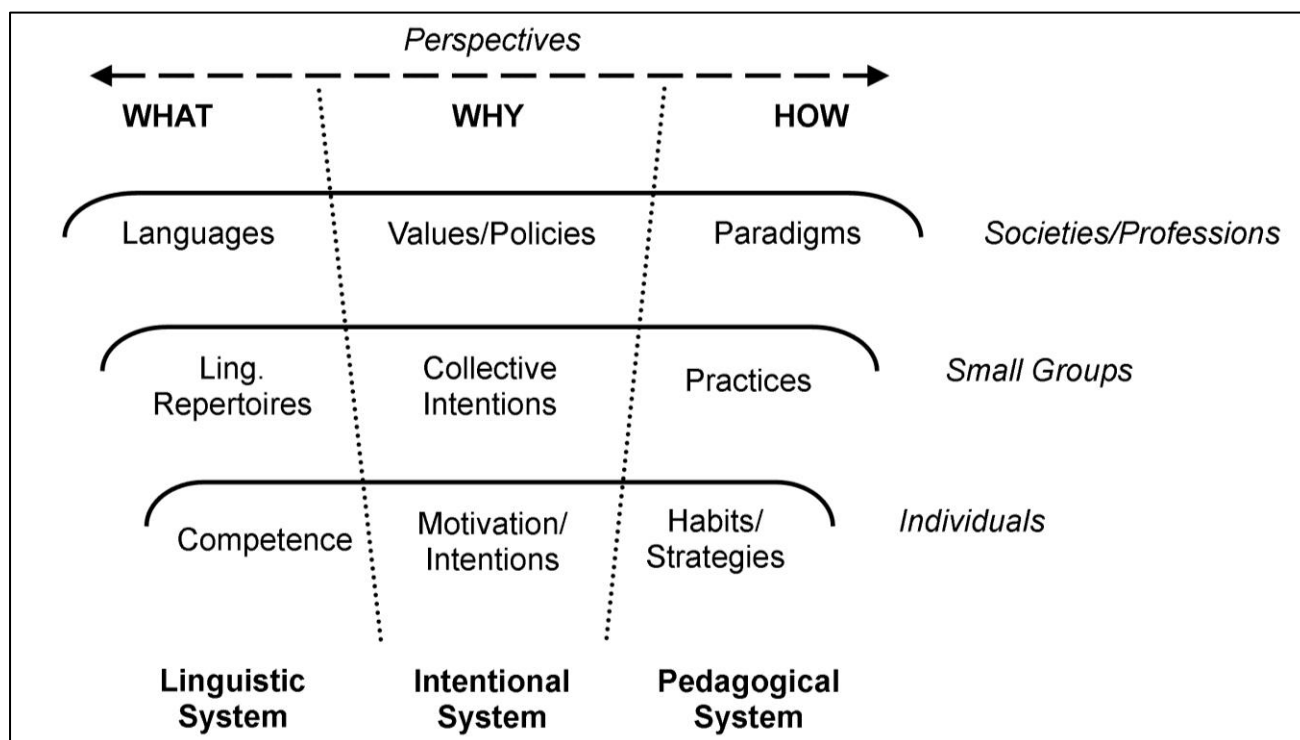 Perspectives
WHAT WHY HOW
Languages Values/Policies Paradigms Societies/Professions
Ling. Collective Practices Small Groups
Repertoires Intentions
Competence Motivation/ Habits/ Individuals
Intentions Strategies
Linguistic Intentional Pedagogical
System System System